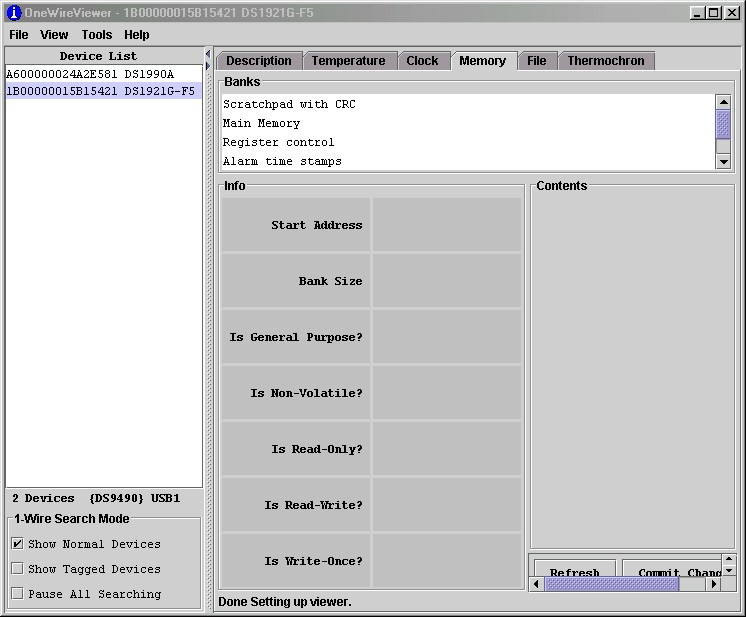 OneWireViewer - 1B00000015B15421 DS1921G-F5
File View Tools Help
Device List
A600000024A2E581 DS1990A
1B00000015B15421 DS1921G-F5
2 Devices {DS9490} USB1
1-Wire Search Mode
Show Normal Devices
Show Tagged Devices
Pause All Searching
Description Temperature Clock Memory File Thermochron
Banks
Scratchpad with CRC
Main Memory
Register control
Alarm time stamps
Info
Start Address
Bank Size
Is General Purpose?
Is Non-Volatile?
Is Read-Only?
Is Read-Write?
Is Write-Once?
Contents
Refresh Commit Chang
Done Setting up viewer.